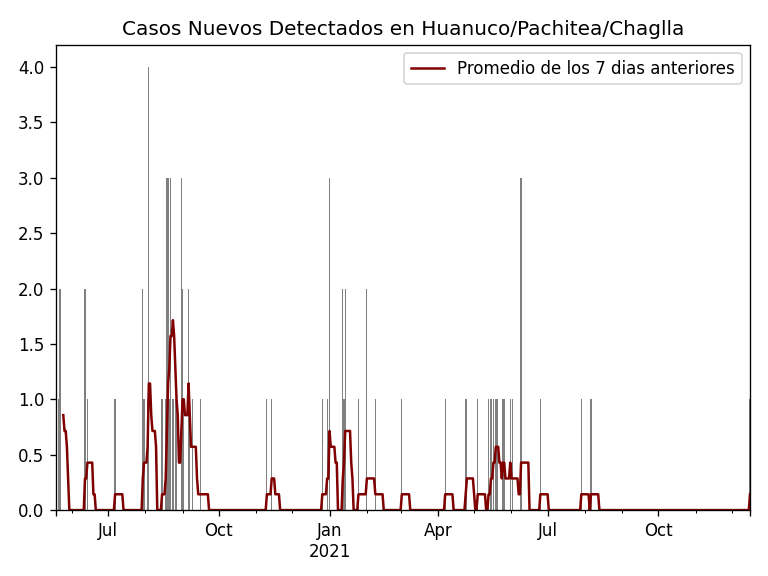 Casos Nuevos Detectados en Huanuco/Pachitea/Chaglla
Promedio de los 7 dias anteriores
4.0
3.5
3.0
2.5
2.0
1.5
1.0
0.5
0.0
Jul
Oct
Jan
2021
Apr
Jul
Oct